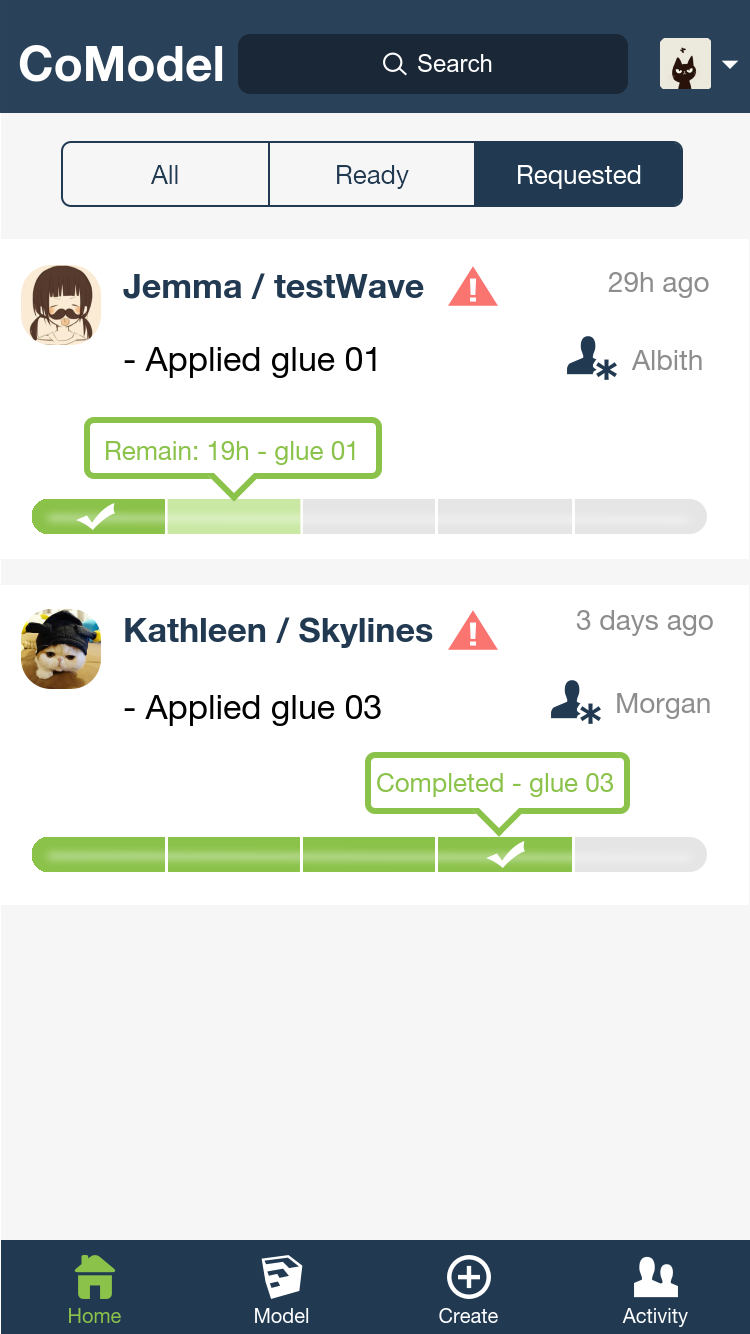 CoModel
Search
All
Ready
Requested
Jemma / testWave
29h ago
- Applied glue 01
Albith
Remain: 19h - glue 01
Kathleen / Skylines
3 days ago
- Applied glue 03
Morgan
Completed - glue 03
Home
Model
Create
Activity